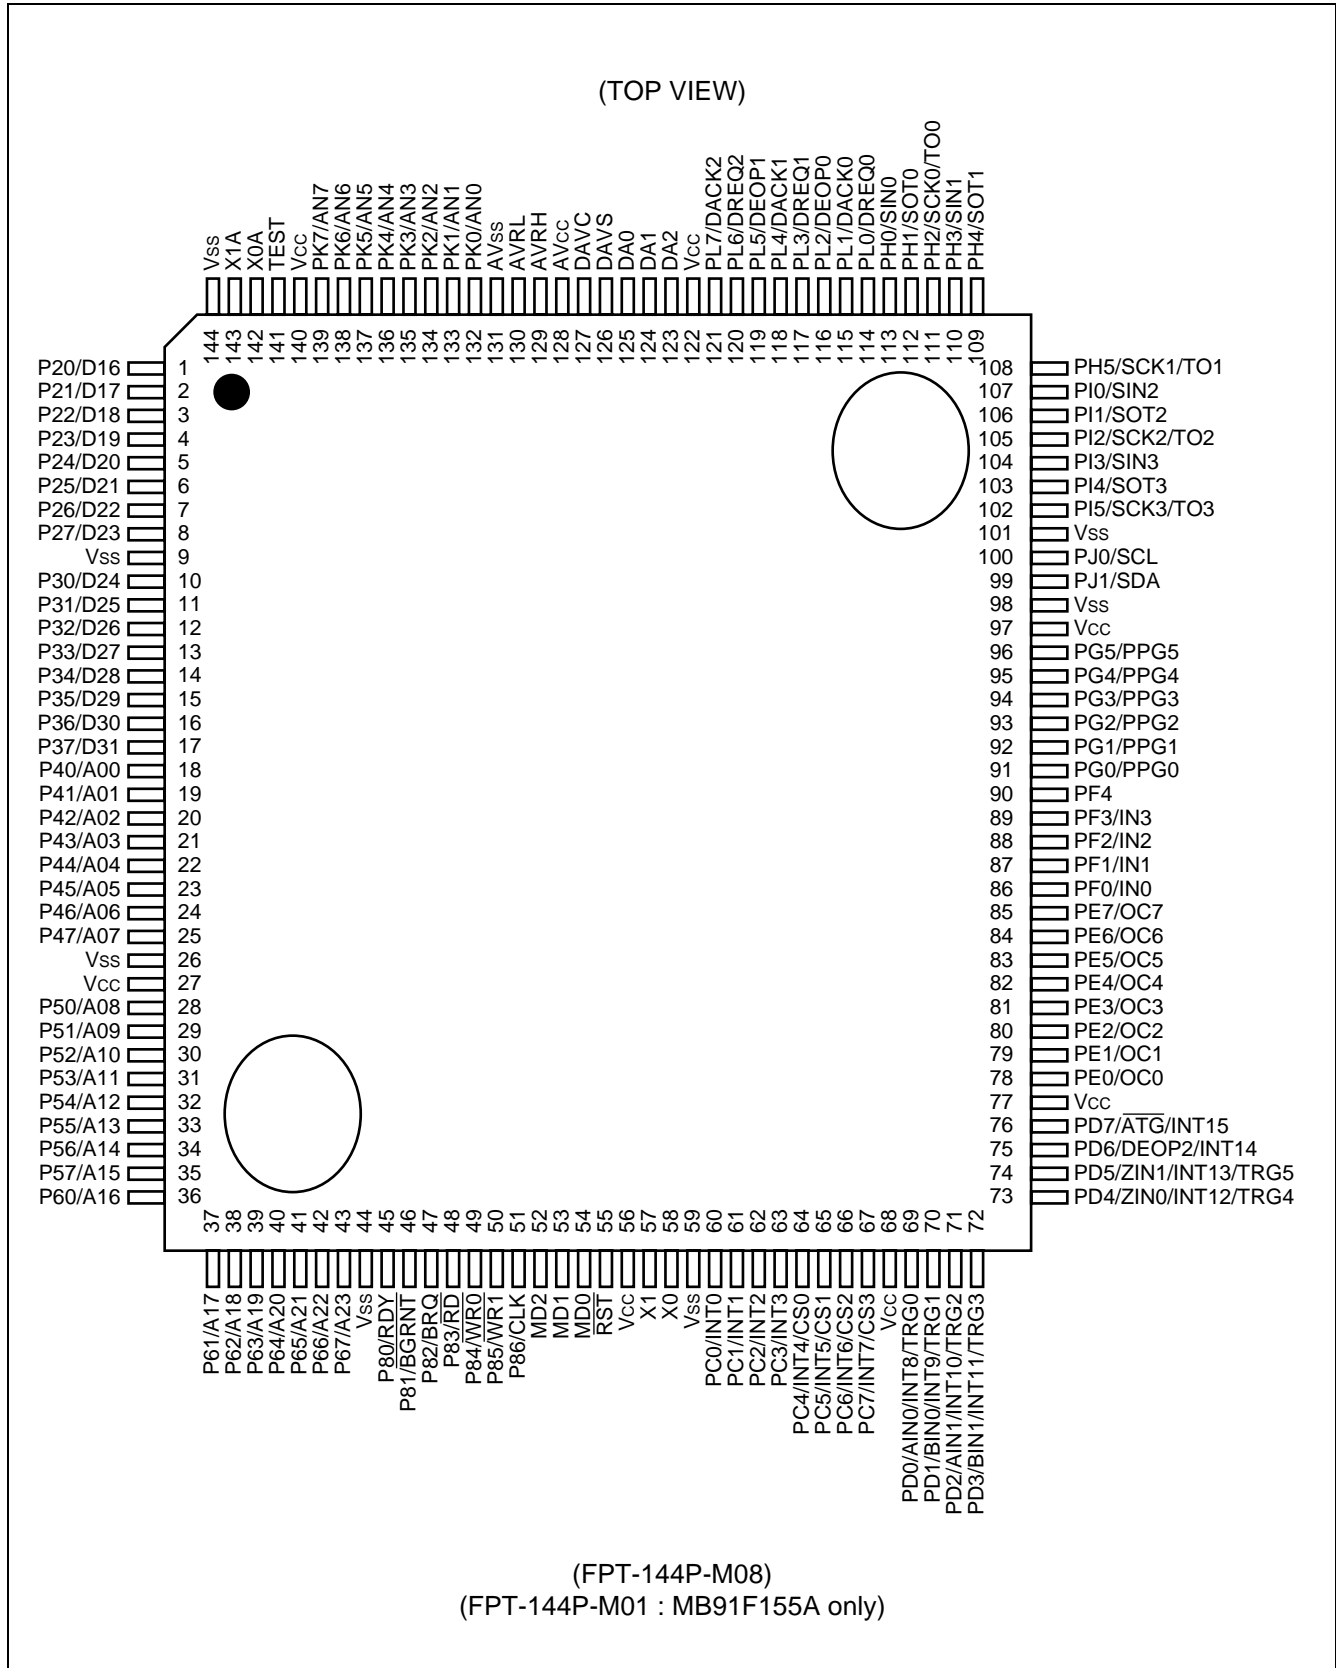 (TOP VIEW)
Vss
X1A
X0A
TEST
Vcc
PK7/AN7
PK6/AN6
PK5/AN5
PK4/AN4
PK3/AN3
PK2/AN2
PK1/AN1
PK0/AN0
AVss
AVRL
AVRH
AVcc
DAVC
DAVS
DA0
DA1
DA2
Vcc
PL7/DACK2
PL6/DREQ2
PL5/DEOP1
PL4/DACK1
PL3/DREQ1
PL2/DEOP0
PL1/DACK0
PL0/DREQ0
PH0/SIN0
PH1/SOT0
PH2/SCK0/TO0
PH3/SIN1
PH4/SOT1
144
143
142
141
140
139
138
137
136
135
134
133
132
131
130
129
128
127
126
125
124
123
122
121
120
119
118
117
116
115
114
113
112
111
110
109
P20/D16 1 108 PH5/SCK1/TO1
P21/D17 2 107 PI0/SIN2
P22/D18 3 106 PI1/SOT2
P23/D19 4 105 PI2/SCK2/TO2
P24/D20 5 104 PI3/SIN3
P25/D21 6 103 PI4/SOT3
P26/D22 7 102 PI5/SCK3/TO3
P27/D23 8 101 Vss
Vss 9 100 PJ0/SCL
P30/D24 10 99 PJ1/SDA
P31/D25 11 98 Vss
P32/D26 12 97 Vcc
P33/D27 13 96 PG5/PPG5
P34/D28 14 95 PG4/PPG4
P35/D29 15 94 PG3/PPG3
P36/D30 16 93 PG2/PPG2
P37/D31 17 92 PG1/PPG1
P40/A00 18 91 PG0/PPG0
P41/A01 19 90 PF4
P42/A02 20 89 PF3/IN3
P43/A03 21 88 PF2/IN2
P44/A04 22 87 PF1/IN1
P45/A05 23 86 PF0/IN0
P46/A06 24 85 PE7/OC7
P47/A07 25 84 PE6/OC6
Vss 26 83 PE5/OC5
Vcc 27 82 PE4/OC4
P50/A08 28 81 PE3/OC3
P51/A09 29 80 PE2/OC2
P52/A10 30 79 PE1/OC1
P53/A11 31 78 PE0/OC0
P54/A12 32 77 Vcc
P55/A13 33 76 PD7/ATG/INT15
P56/A14 34 75 PD6/DEOP2/INT14
P57/A15 35 74 PD5/ZIN1/INT13/TRG5
P60/A16 36 73 PD4/ZIN0/INT12/TRG4
37
38
39
40
41
42
43
44
45
46
47
48
49
50
51
52
53
54
55
56
57
58
59
60
61
62
63
64
65
66
67
68
69
70
71
72
P61/A17
P62/A18
P63/A19
P64/A20
P65/A21
P66/A22
P67/A23
Vss
P80/RDY
P81/BGRNT
P82/BRQ
P83/RD
P84/WR0
P85/WR1
P86/CLK
MD2
MD1
MD0
RST
Vcc
X1
X0
Vss
PC0/INT0
PC1/INT1
PC2/INT2
PC3/INT3
PC4/INT4/CS0
PC5/INT5/CS1
PC6/INT6/CS2
PC7/INT7/CS3
Vcc
PD0/AIN0/INT8/TRG0
PD1/BIN0/INT9/TRG1
PD2/AIN1/INT10/TRG2
PD3/BIN1/INT11/TRG3
(FPT-144P-M08)
(FPT-144P-M01 : MB91F155A only)